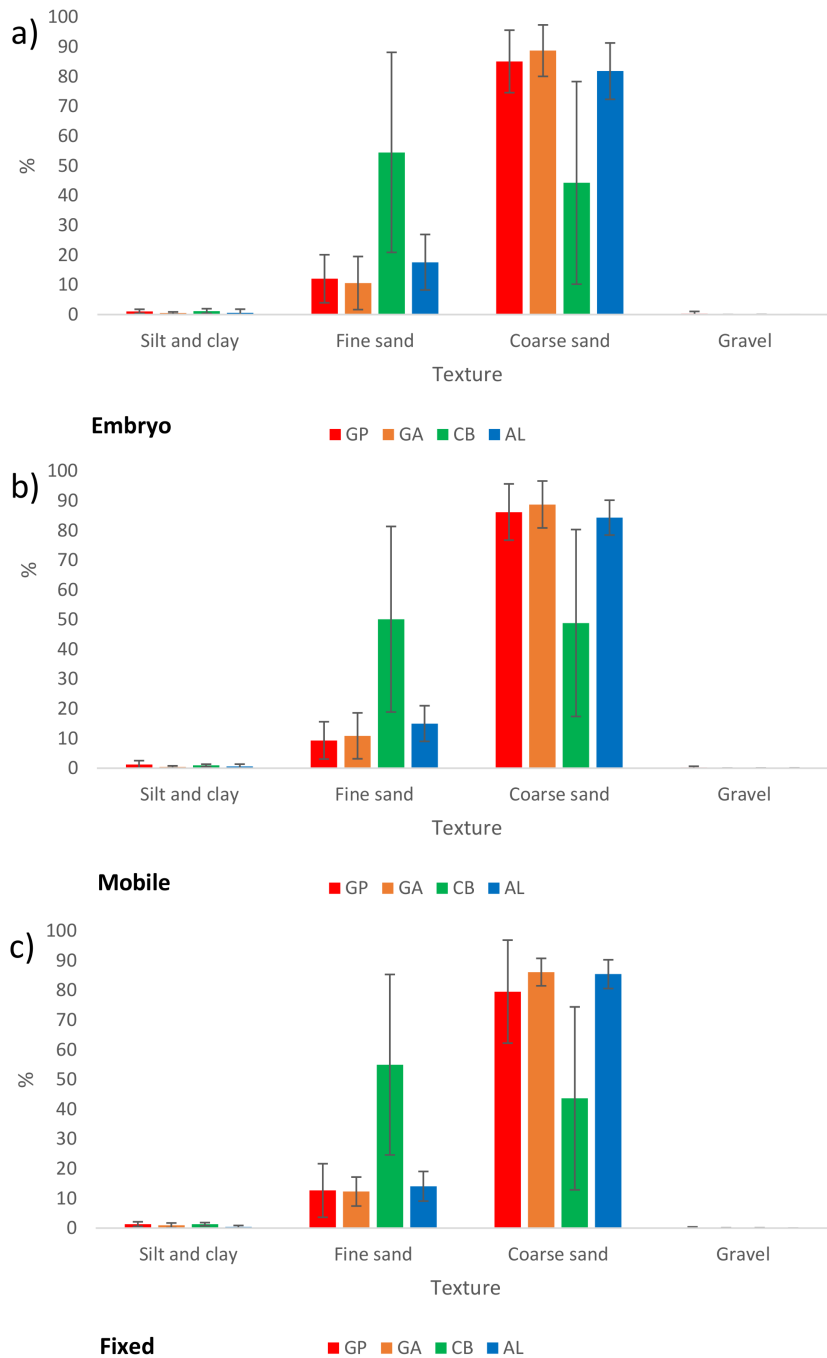 a)
100
90
80
70
60
50
40
30
20
10
0
%
Silt and clay Fine sand Coarse sand Gravel
Texture
Embryo
GP GA CB AL
b)
100
90
80
70
60
50
40
30
20
10
0
%
Silt and clay Fine sand Coarse sand Gravel
Texture
Mobile
GP GA CB AL
c)
100
90
80
70
60
50
40
30
20
10
0
%
Silt and clay Fine sand Coarse sand Gravel
Texture
Fixed
GP GA CB AL